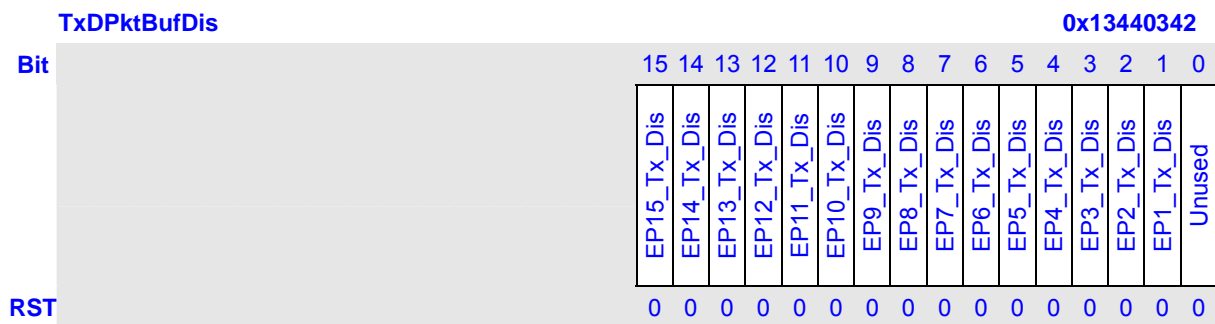 TxDPktBufDis 0x13440342
Bit 15 14 13 12 11 10 9 8 7 6 5 4 3 2 1 0
EP15_Tx_Dis
EP14_Tx_Dis
EP13_Tx_Dis
EP12_Tx_Dis
EP11_Tx_Dis
EP10_Tx_Dis
EP9_Tx_Dis
EP8_Tx_Dis
EP7_Tx_Dis
EP6_Tx_Dis
EP5_Tx_Dis
EP4_Tx_Dis
EP3_Tx_Dis
EP2_Tx_Dis
EP1_Tx_Dis
Unused
RST 0 0 0 0 0 0 0 0 0 0 0 0 0 0 0 0